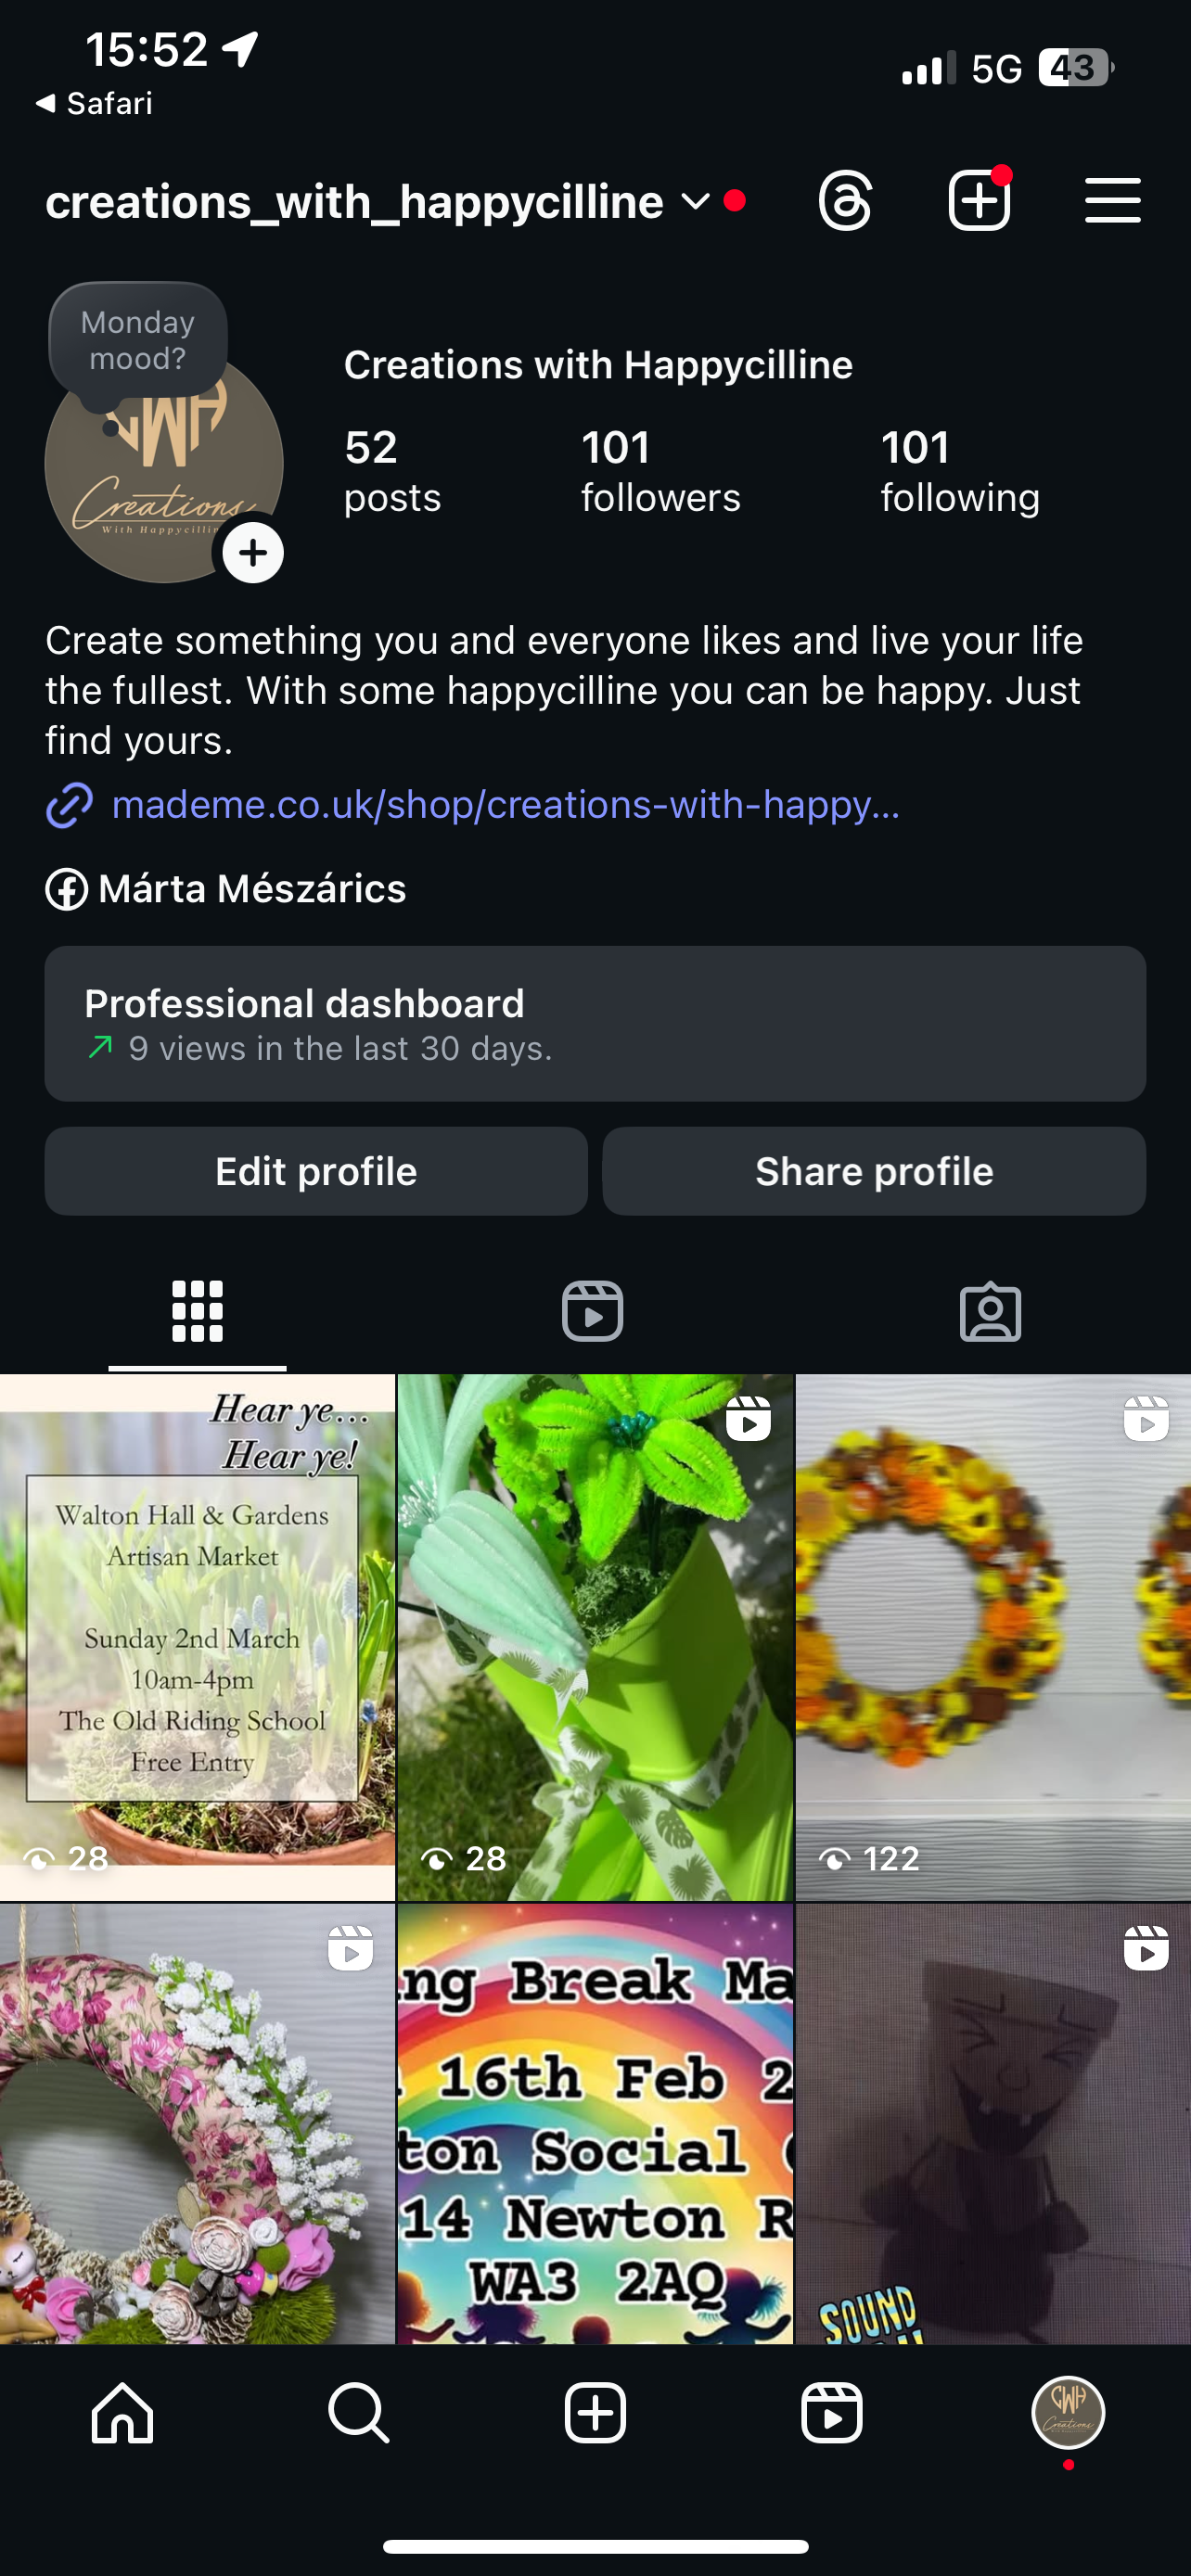 15:52
5G 43
Safari
creations_with_happycilline
Monday
mood?
CWH
Creations
With Happycillin
Creations with Happycilline
52
posts
101
followers
101
following
Create something you and everyone likes and live your life
the fullest. With some happycilline you can be happy. Just
find yours.
mademe.co.uk/shop/creations-with-happy...
Márta Mészárics
Professional dashboard
9 views in the last 30 days.
Edit profile
Share profile
Hear ye...
Hear ye!
Walton Hall & Gardens
Artisan Market
Sunday 2nd March
10am-4pm
The Old Riding School
Free Entry
28
28
122
ng Break Ma
16th Feb 2
ton Social
14 Newton R
WA3 2AQ
SOUND
CWH
Creations